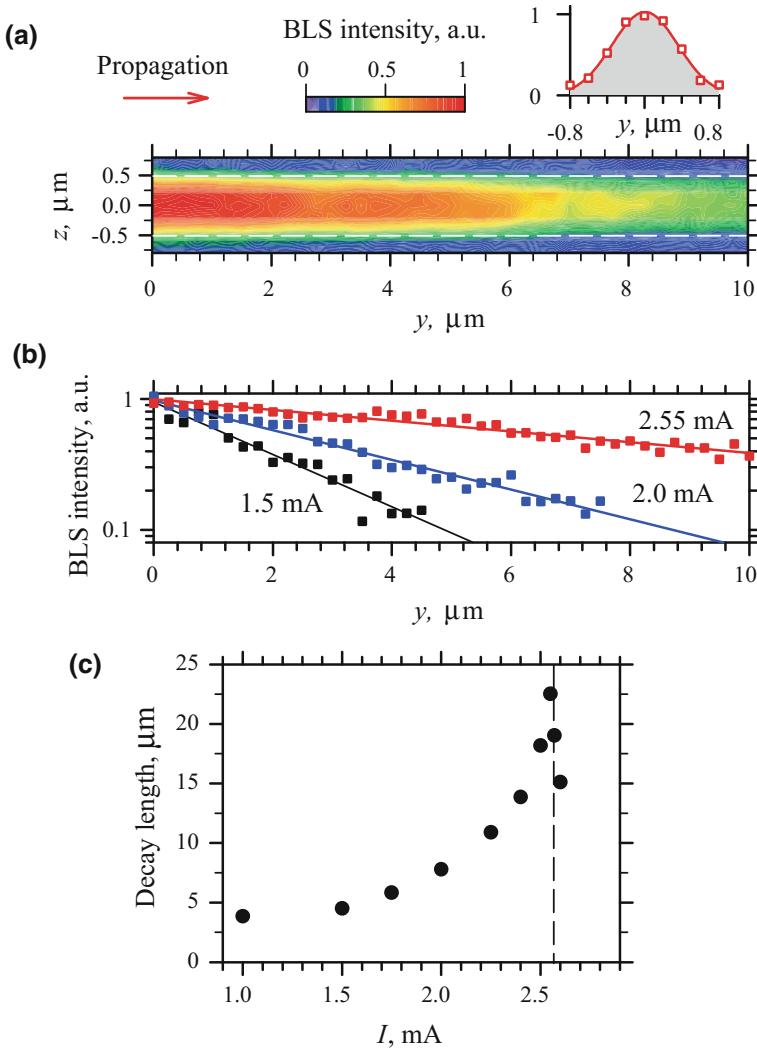 (a)
BLS intensity, a.u.
Propagation
0 0.5 1
1
0
-0.8 0.8
y, μm
z, μm
0.5
0.0
-0.5
0 2 4 6 8 10
y, μm
(b)
BLS intensity, a.u.
1
0.1
2.55 mA
2.0 mA
1.5 mA
0 2 4 6 8 10
y, μm
(c)
Decay length, μm
25
20
15
10
5
0
1.0 1.5 2.0 2.5
I, mA